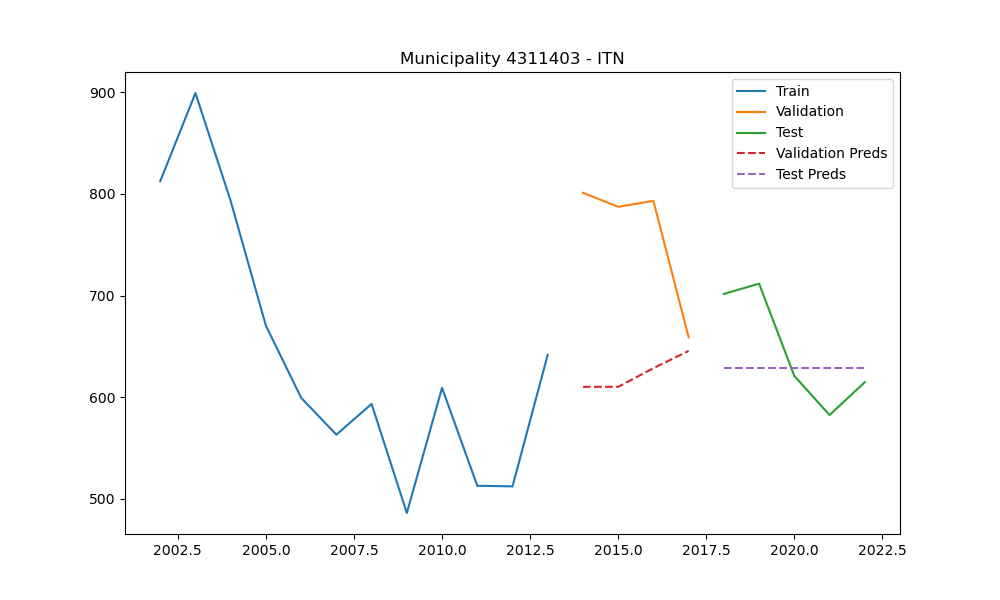 Municipality 4311403 - ITN
900
800
700
600
500
Train
Validation
Test
Validation Preds
Test Preds
2002.5 2005.0 2007.5 2010.0 2012.5 2015.0 2017.5 2020.0 2022.5